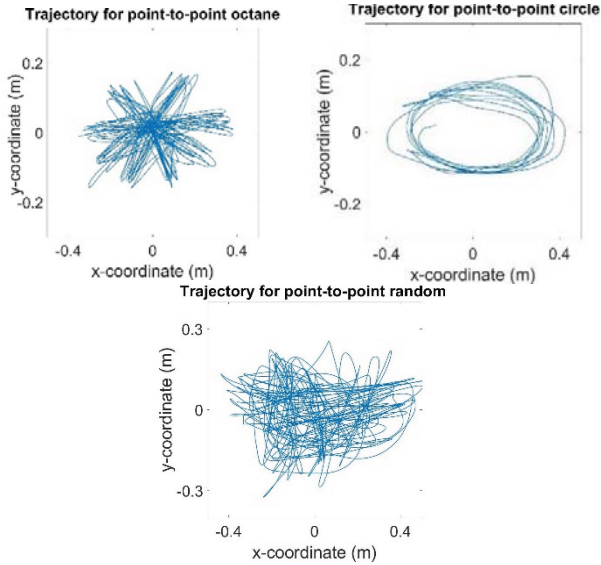 Trajectory for point-to-point octane
0.2
0
-0.2
y-coordinate (m)
-0.4 0 0.4
x-coordinate (m)
Trajectory for point-to-point circle
0.2
0
-0.2
y-coordinate (m)
-0.4 0 0.4
x-coordinate (m)
Trajectory for point-to-point random
0.3
0
-0.3
y-coordinate (m)
-0.4 0 0.4
x-coordinate (m)